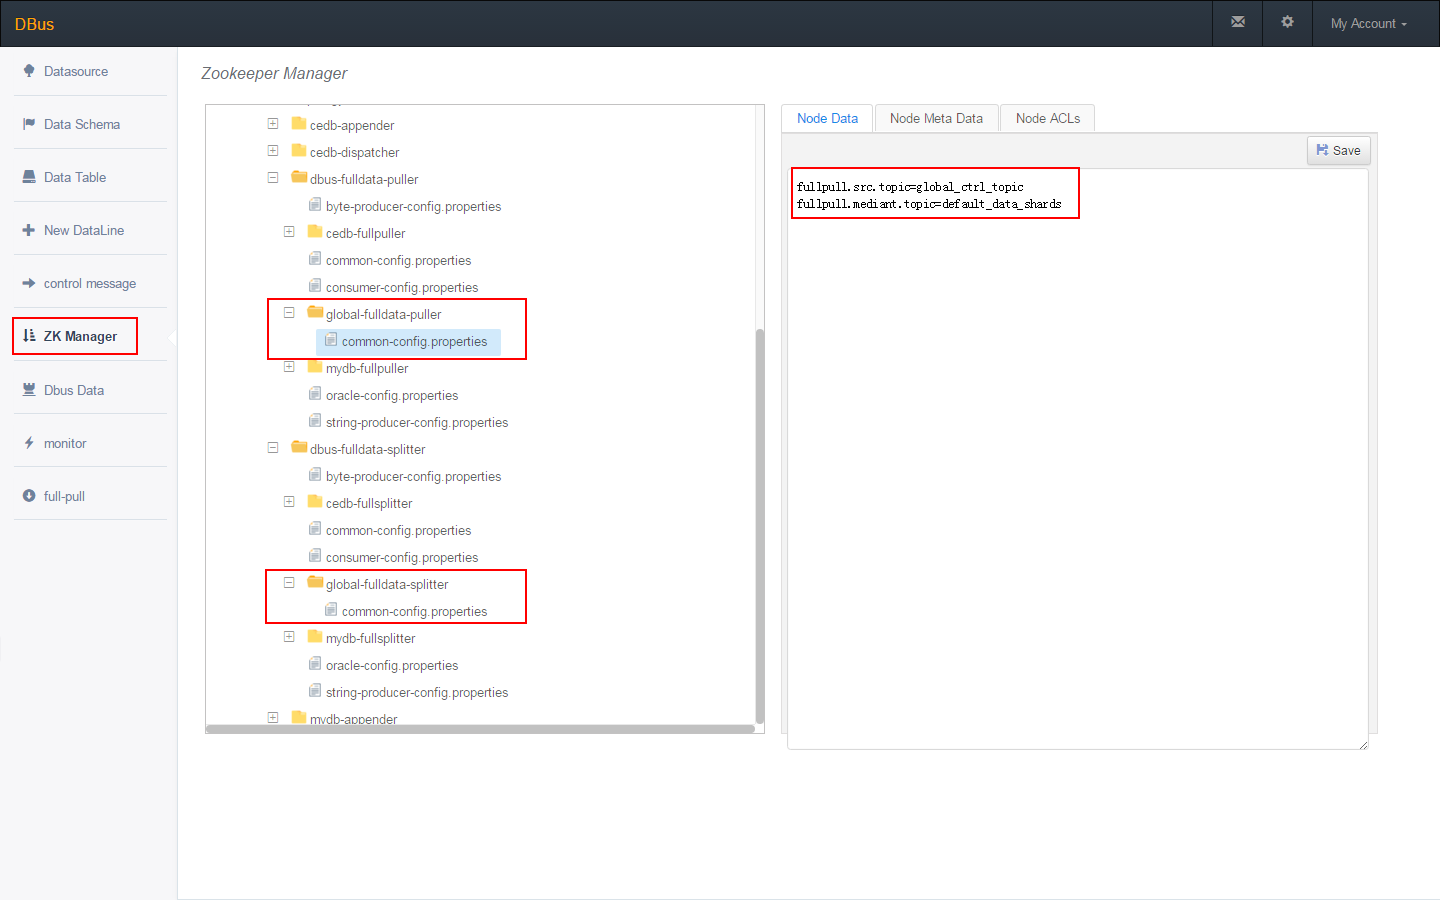 DBus
My Account
Datasource
Data Schema
Data Table
New DataLine
control message
ZK Manager
Dbus Data
monitor
full-pull
Zookeeper Manager
cedb-appender
cedb-dispatcher
dbus-fulldata-puller
byte-producer-config.properties
cedb-fullpuller
common-config.properties
consumer-config.properties
global-fulldata-puller
common-config.properties
mydb-fullpuller
oracle-config.properties
string-producer-config.properties
dbus-fulldata-splitter
byte-producer-config.properties
cedb-fullsplitter
common-config.properties
consumer-config.properties
global-fulldata-splitter
common-config.properties
mydb-fullsplitter
oracle-config.properties
string-producer-config.properties
mydb-appender
Node Data
Node Meta Data
Node ACLs
Save
fullpull.src.topic=global_ctrl_topic
fullpull.mediant.topic=default_data_shards